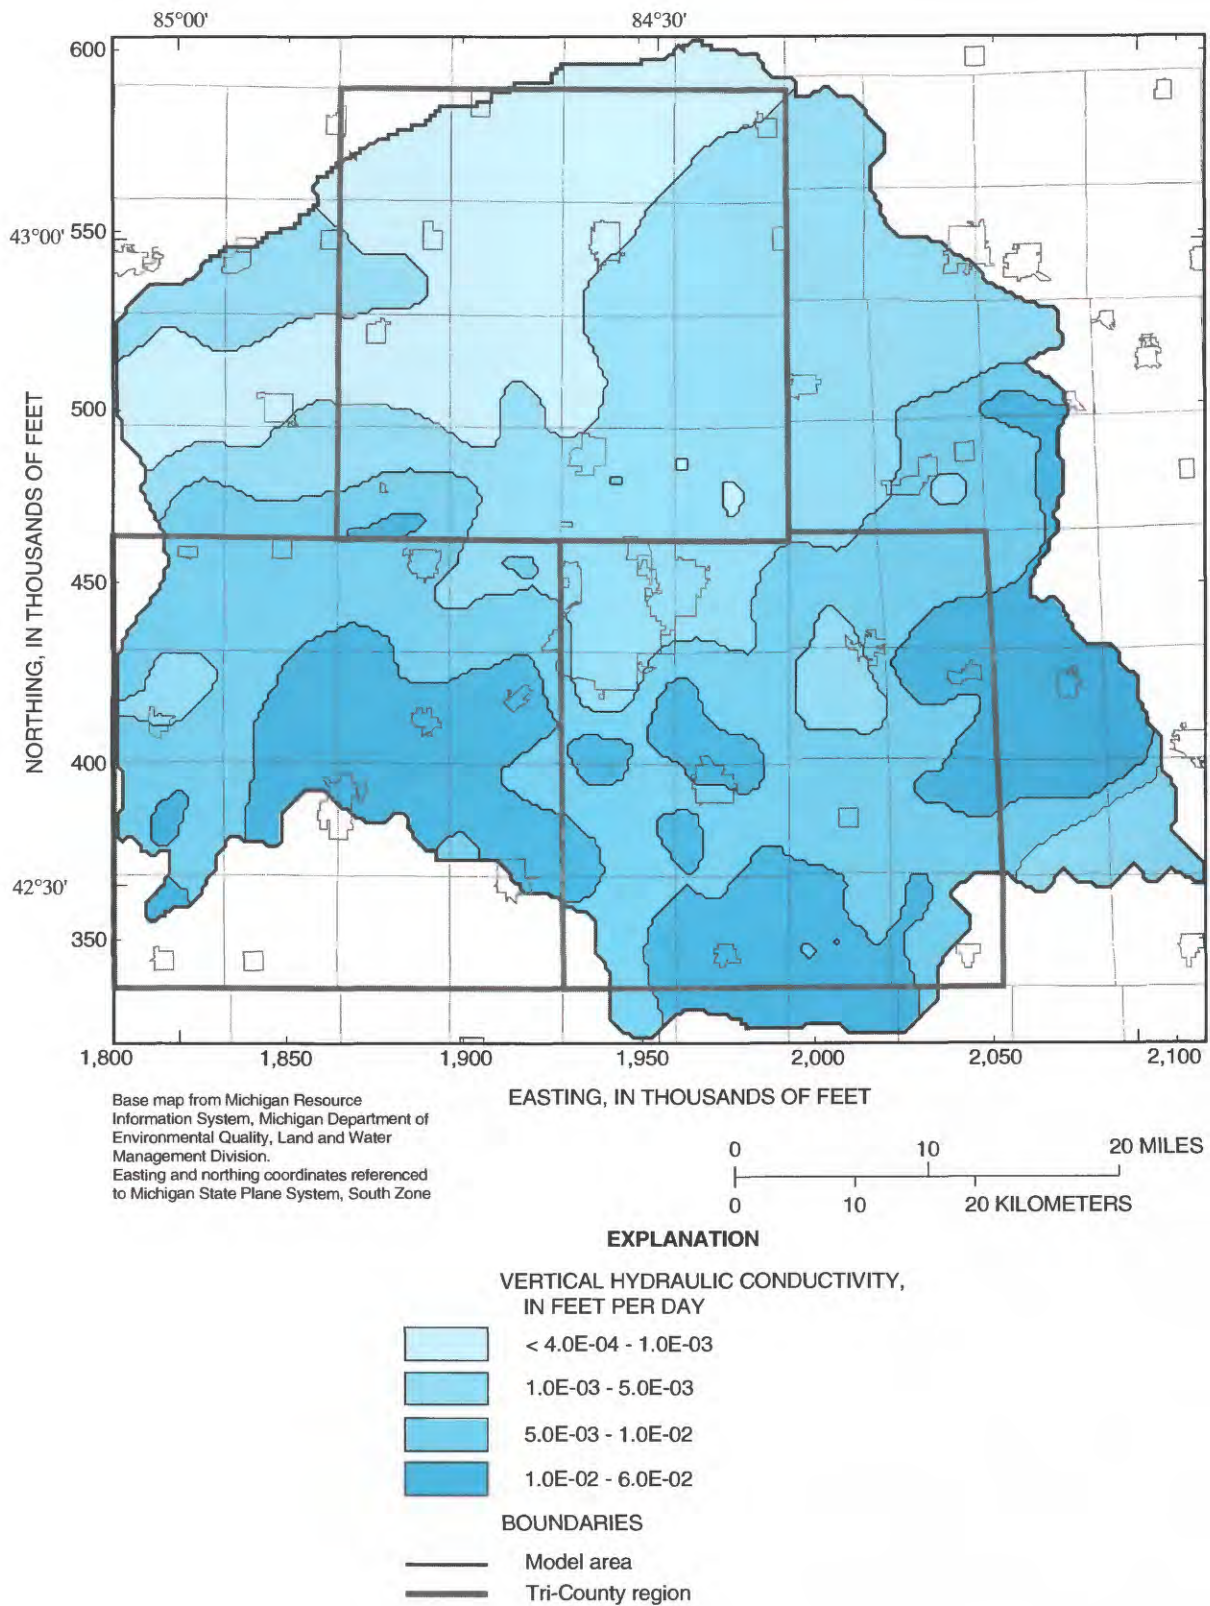 85°00'
84°30'
600
550
43°00'
500
450
400
42°30'
350
NORTHING, IN THOUSANDS OF FEET
1,800
1,850
1,900
1,950
2,000
2,050
2,100
EASTING, IN THOUSANDS OF FEET
Base map from Michigan Resource
Information System, Michigan Department of
Environmental Quality, Land and Water
Management Division.
Easting and northing coordinates referenced
to Michigan State Plane System, South Zone
0 10 20 MILES
0 10 20 KILOMETERS
EXPLANATION
VERTICAL HYDRAULIC CONDUCTIVITY,
IN FEET PER DAY
< 4.0E-04 - 1.0E-03
1.0E-03 - 5.0E-03
5.0E-03 - 1.0E-02
1.0E-02 - 6.0E-02
BOUNDARIES
Model area
Tri-County region